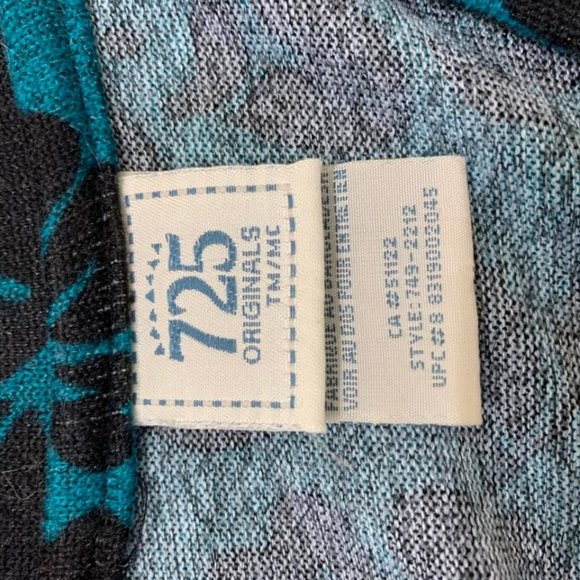 725
ORIGINALS
TM/MC
FABRIQUÉ AU BANGLADESH
VOIR AU DOS POUR ENTRETIEN
CA#51122
STYLE:749-2212
UPC#8 8319002045